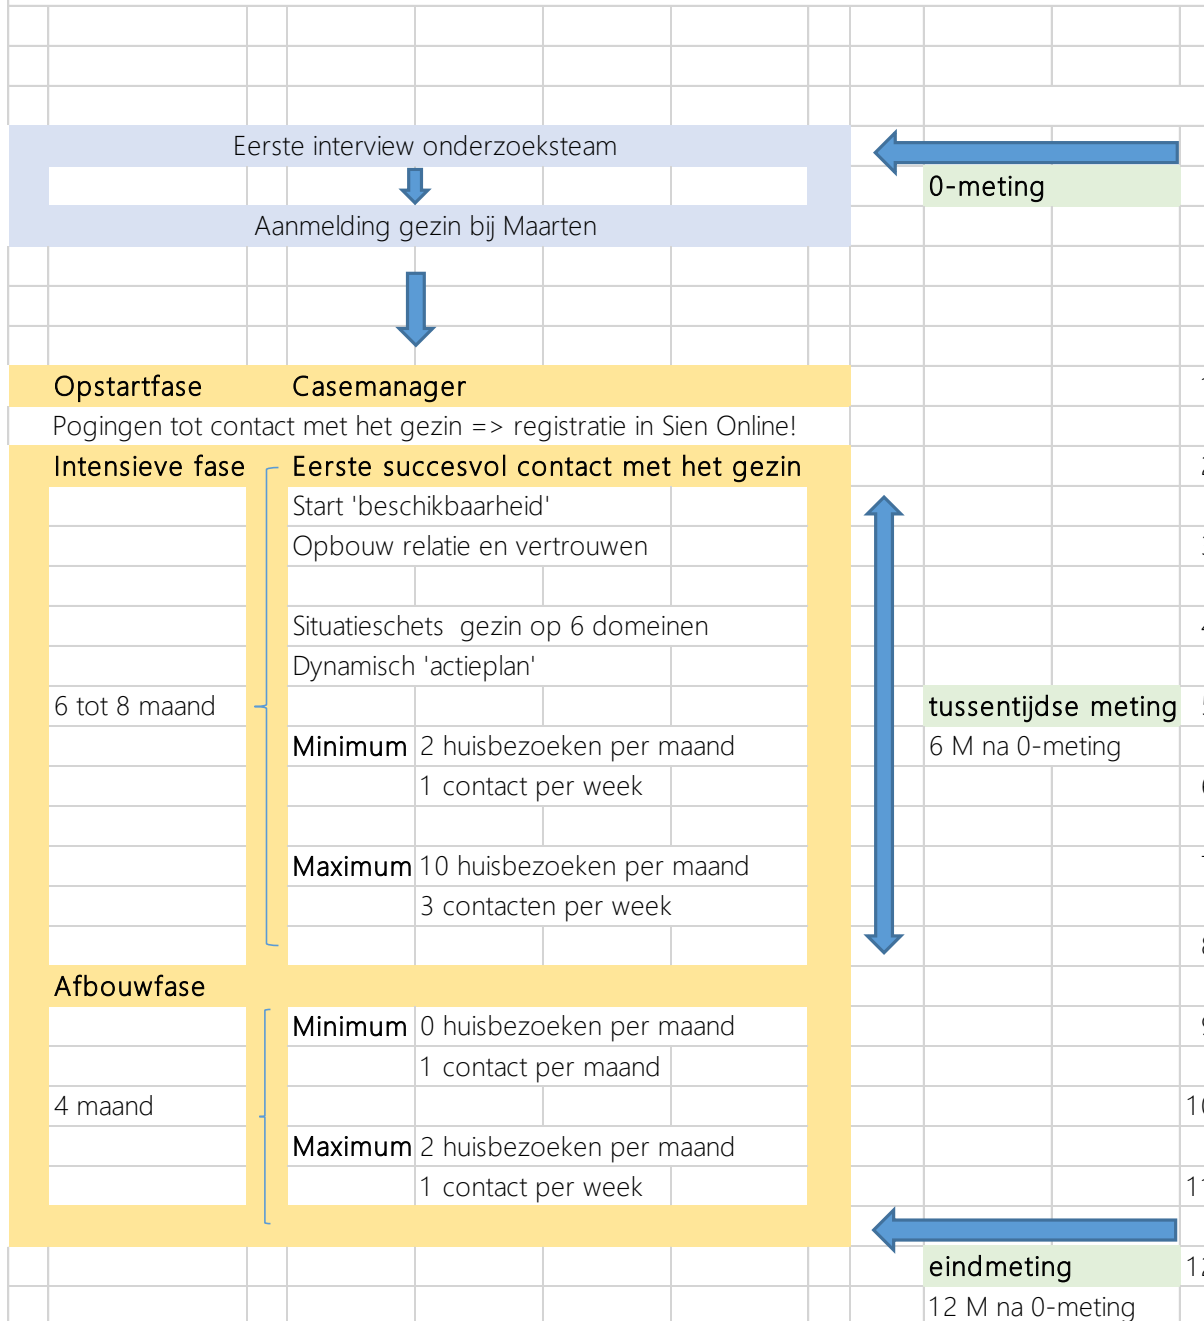 Eerste interview onderzoeksteam
0-meting
Aanmelding gezin bij Maarten
Opstartfase Casemanager
Pogingen tot contact met het gezin => registratie in Sien Online!
Intensieve fase Eerste succesvol contact met het gezin
Start 'beschikbaarheid'
Opbouw relatie en vertrouwen
Situatieschets gezin op 6 domeinen
Dynamisch 'actieplan'
6 tot 8 maand tussentijdse meting
Minimum 2 huisbezoeken per maand 6 M na 0-meting
1 contact per week
Maximum 10 huisbezoeken per maand
3 contacten per week
Afbouwfase
Minimum 0 huisbezoeken per maand
1 contact per maand
4 maand
Maximum 2 huisbezoeken per maand
1 contact per week
eindmeting
12 M na 0-meting